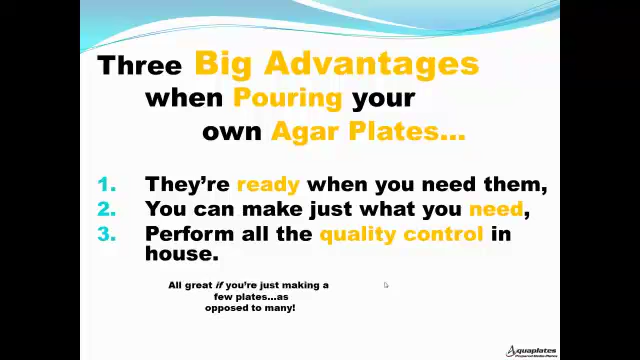 Three Big Advantages
when Pouring your
own Agar Plates...
1. They're ready when you need them,
2. You can make just what you need,
3. Perform all the quality control in
house.
All great if you're just making a
few plates...as
opposed to many!
Aquaplates